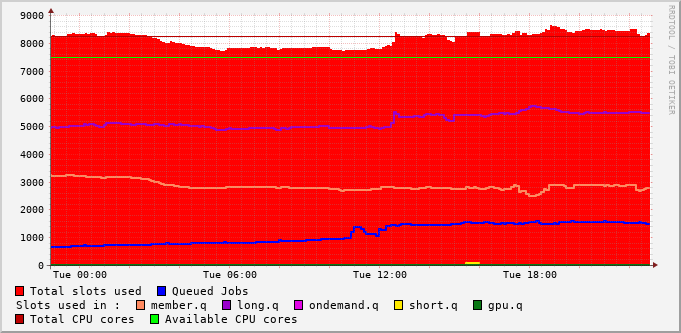 9000
8000
7000
6000
5000
4000
3000
2000
1000
0
Tue 00:00 Tue 06:00 Tue 12:00 Tue 18:00
RRDTOOL / TOBI OETIKER
Total slots used Queued Jobs
Slots used in : member.q long.q ondemand.q short.q gpu.q
Total CPU cores Available CPU cores